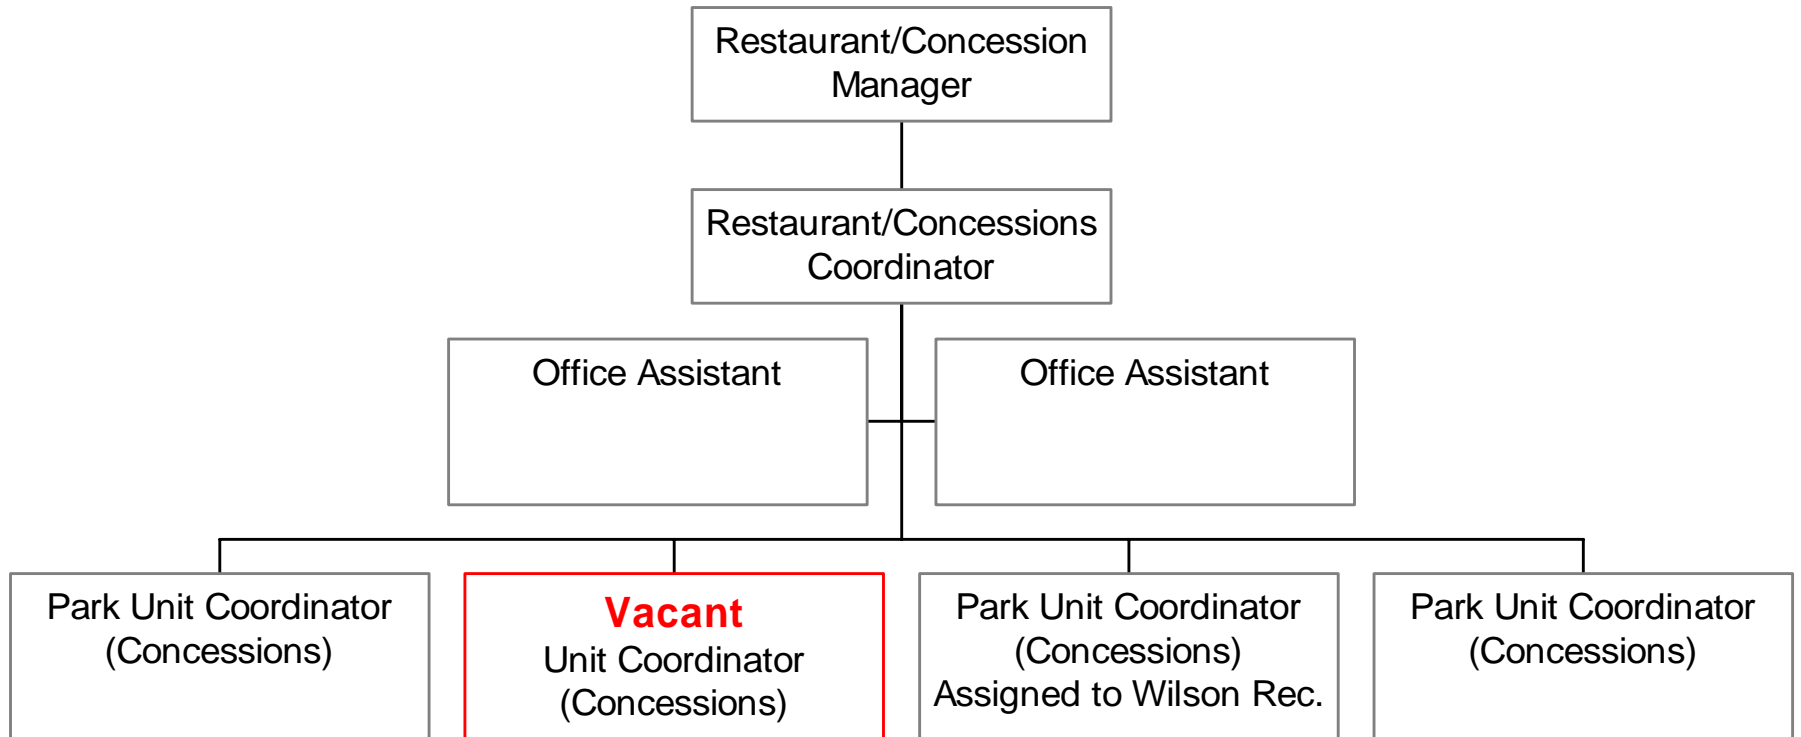 Restaurant/Concession
Manager
Restaurant/Concessions
Coordinator
Office Assistant
Office Assistant
Park Unit Coordinator
(Concessions)
Vacant
Unit Coordinator
(Concessions)
Park Unit Coordinator
(Concessions)
Assigned to Wilson Rec.
Park Unit Coordinator
(Concessions)